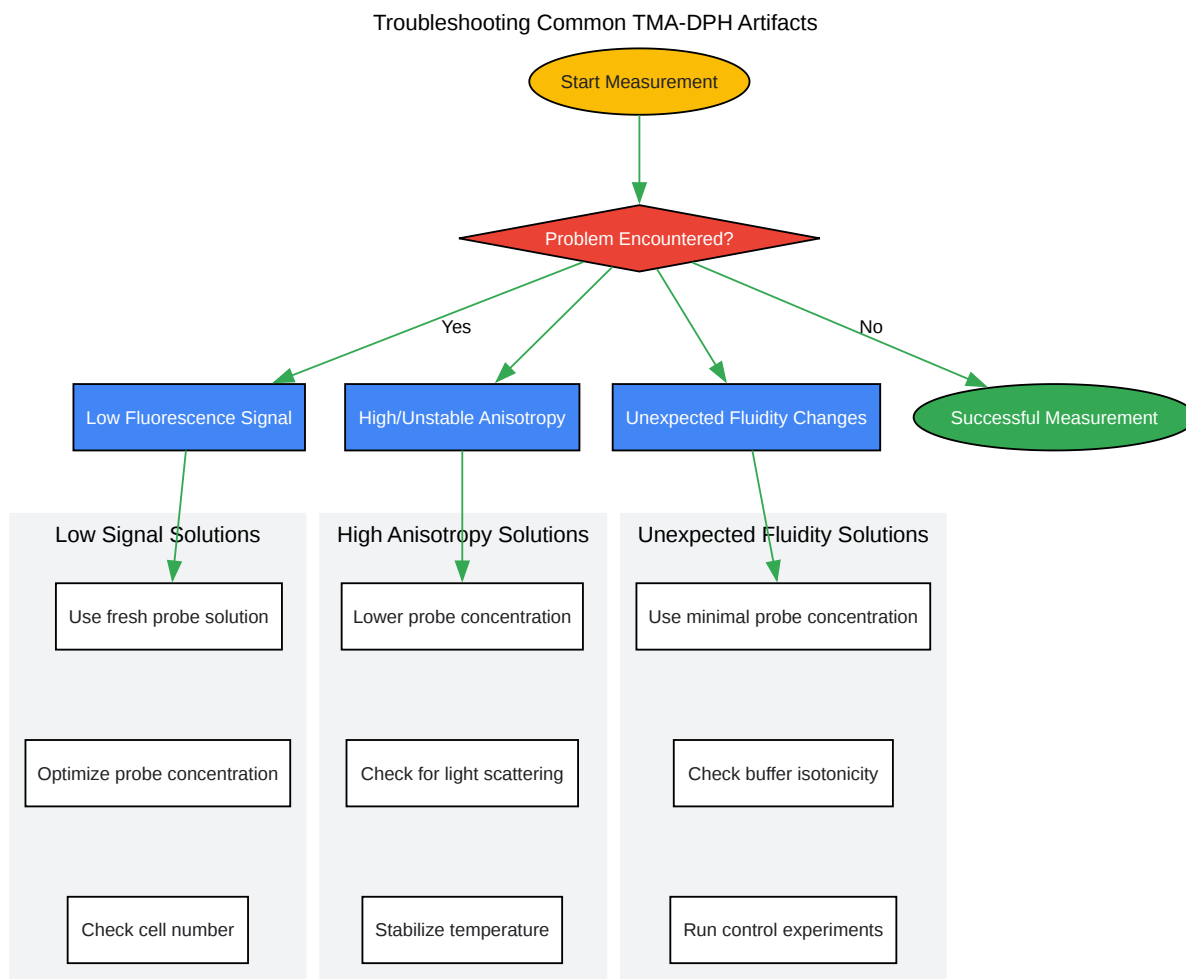 Troubleshooting Common TMA-DPH Artifacts
Start Measurement
Problem Encountered?
Yes
No
Low Fluorescence Signal
High/Unstable Anisotropy
Unexpected Fluidity Changes
Successful Measurement
Low Signal Solutions
High Anisotropy Solutions
Unexpected Fluidity Solutions
Use fresh probe solution
Lower probe concentration
Use minimal probe concentration
Optimize probe concentration
Check for light scattering
Check buffer isotonicity
Check cell number
Stabilize temperature
Run control experiments